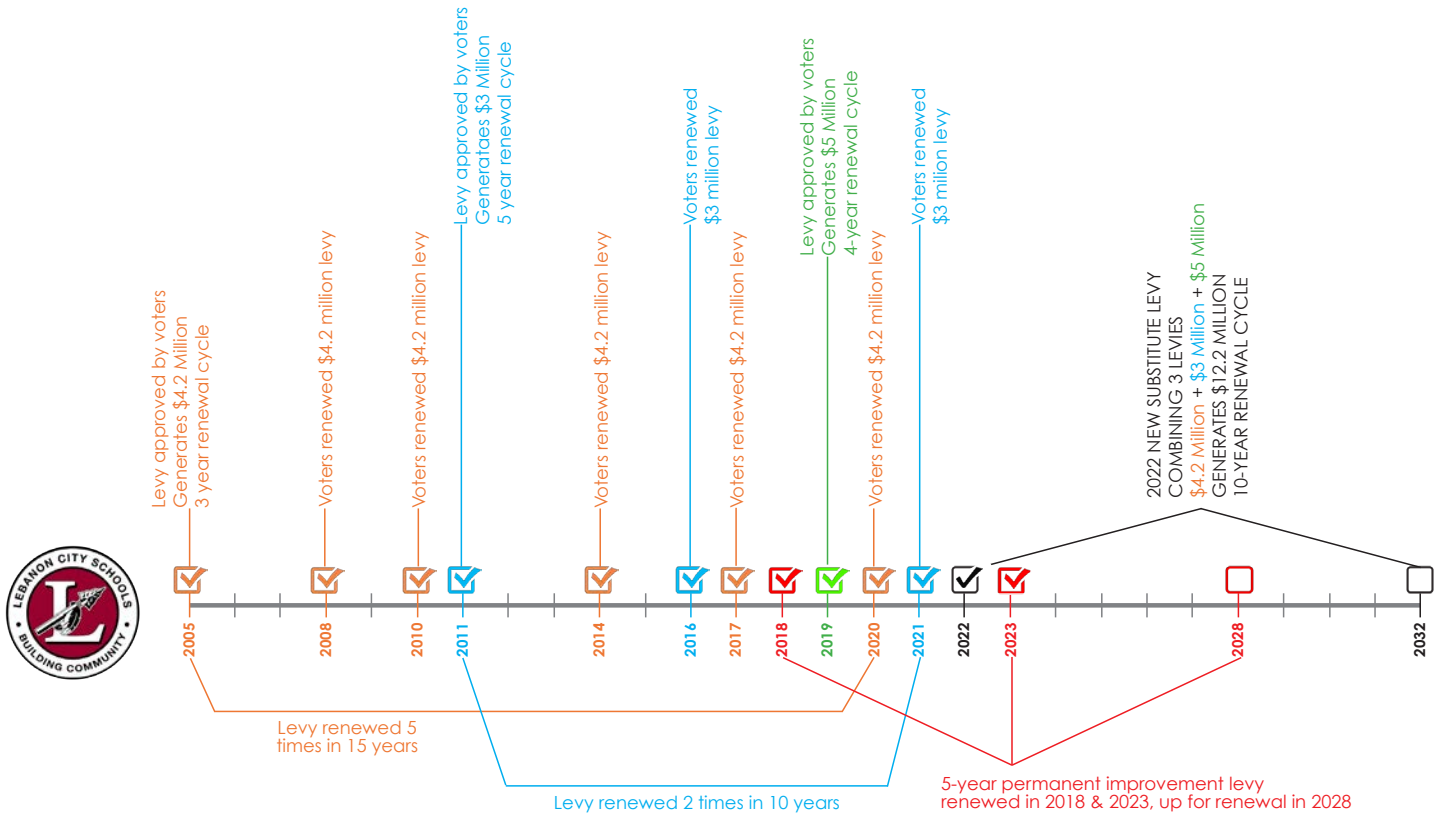 Levy approved by voters
Generates $4.2 Million
3 year renewal cycle
Voters renewed $4.2 million levy
Voters renewed $4.2 million levy
Levy approved by voters
Generataes $3 Million
5 year renewal cycle
Voters renewed $4.2 million levy
Voters renewed
$3 million levy
Voters renewed $4.2 million levy
Levy approved by voters
Generates $5 Million
4-year renewal cycle
Voters renewed $4.2 million levy
Voters renewed
$3 milion levy
2022 NEW SUBSTITUTE LEVY
COMBINING 3 LEVIES
$4.2 Million + $3 Million + $5 Million
GENERATES $12.2 MILLION
10-YEAR RENEWAL CYCLE
LEBANON CITY SCHOOLS
L
BUILDING COMMUNITY
2005
2008
2010
2011
2014
2016
2017
2018
2019
2020
2021
2022
2023
2028
2032
Levy renewed 5
times in 15 years
Levy renewed 2 times in 10 years
5-year permanent improvement levy
renewed in 2018 & 2023, up for renewal in 2028